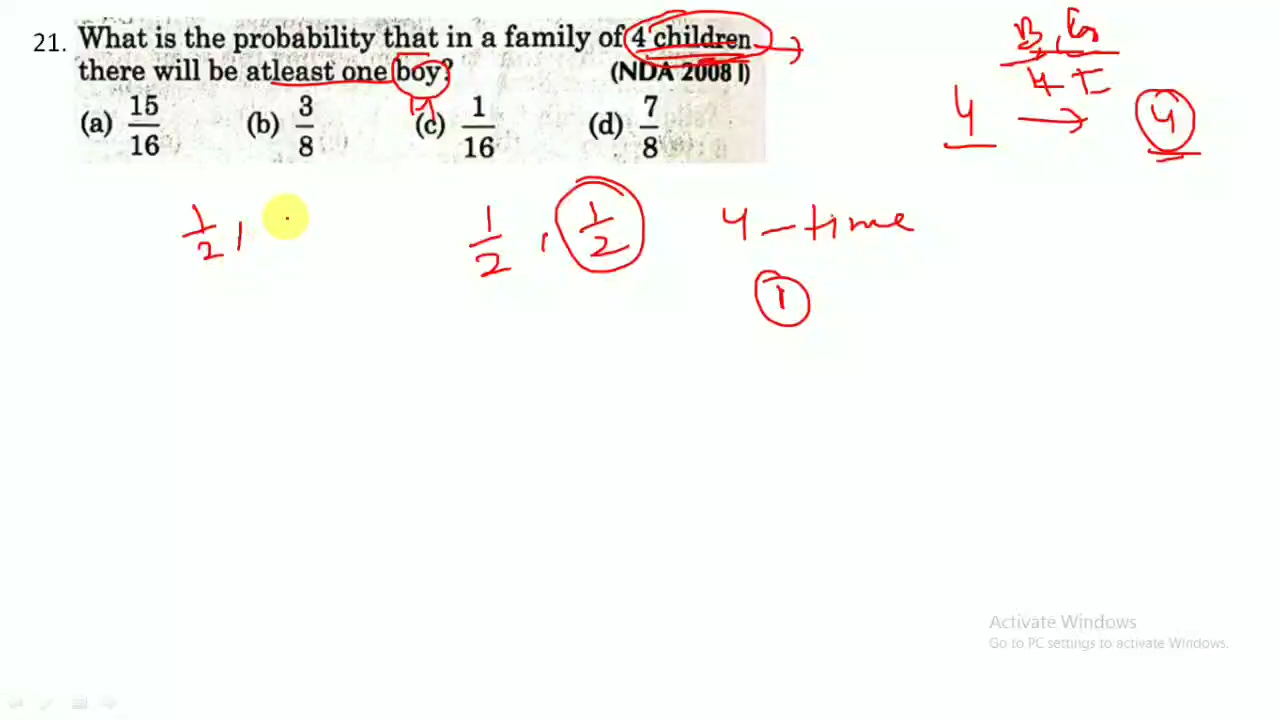 21. What is the probability that in a family of 4 children
there will be atleast one boy? (NDA 2008 I)
(a) 15/16 (b) 3/8 (c) 1/16 (d) 7/8
B, G
4
4 → 4
1/2, 1/2, 1/2 4 - time
1
Activate Windows
Go to PC settings to activate Windows.